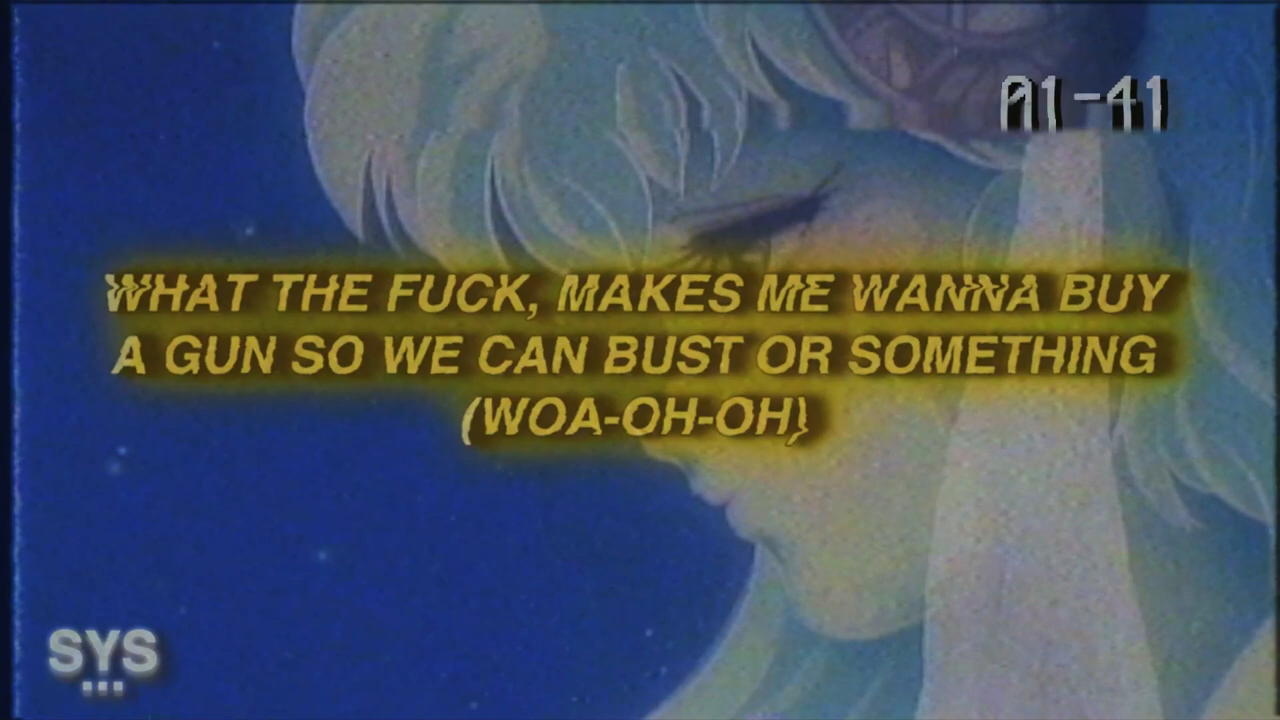 01-41
WHAT THE FUCK, MAKES ME WANNA BUY
A GUN SO WE CAN BUST OR SOMETHING
(WOA-OH-OH)
SYS